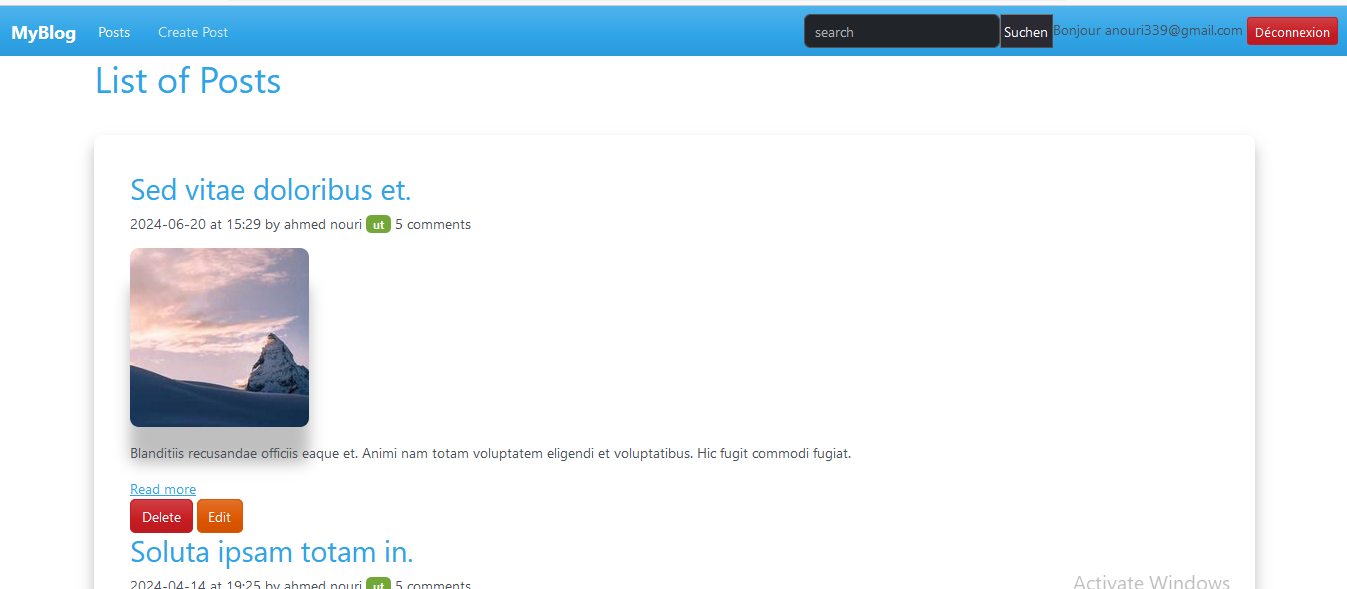 MyBlog Posts Create Post search Suchen Bonjour anouri339@gmail.com Déconnexion
List of Posts
Sed vitae doloribus et.
2024-06-20 at 15:29 by ahmed nouri ut 5 comments
Blanditiis recusandae officiis eaque et. Animi nam totam voluptatem eligendi et voluptatibus. Hic fugit commodi fugiat.
Read more
Delete Edit
Soluta ipsam totam in.
2024-04-14 at 19:25 by ahmed nouri ut 5 comments
Activate Windows